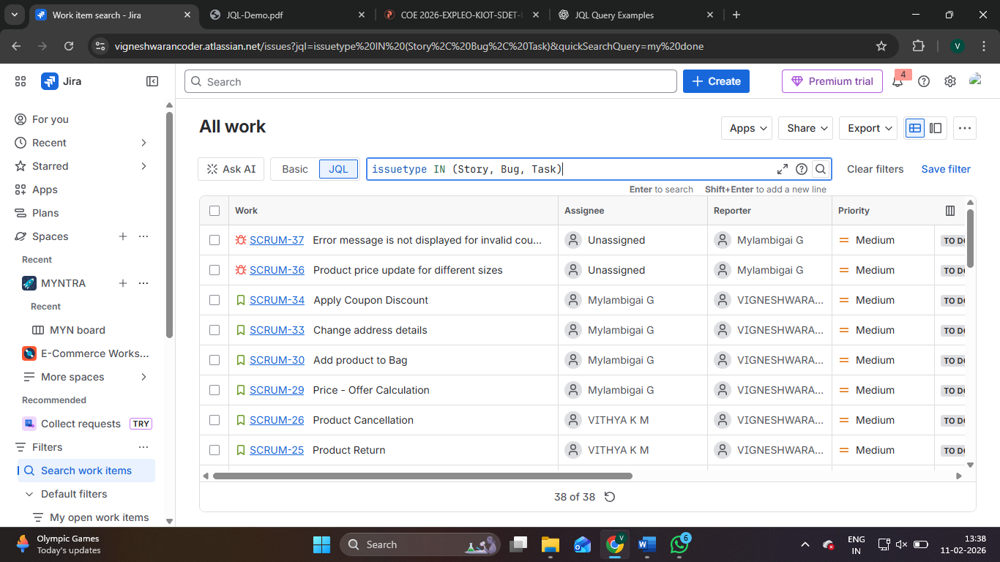 Work item search - Jira
JQL-Demo.pdf
COE 2026-EXPLEO-KIOT-SDET-
JQL Query Examples
vigneshwarancoder.atlassian.net/issues?jql=issuetype%20IN%20(Story%2C%20Bug%2C%20Task)&quickSearchQuery=my%20done
V
Jira
Search
Create
Premium trial
4
For you
Recent
Starred
Apps
Plans
Spaces
Recent
MYNTRA
Recent
MYN board
E-Commerce Works...
More spaces
Recommended
Collect requests TRY
Filters
Search work items
Default filters
My open work items
All work
Apps
Share
Export
Ask AI
Basic
JQL
issuetype IN (Story, Bug, Task)
Clear filters
Save filter
Enter to search Shift+Enter to add a new line
Work Assignee Reporter Priority
SCRUM-37 Error message is not displayed for invalid cou... Unassigned Mylambigai G Medium TO DO
SCRUM-36 Product price update for different sizes Unassigned Mylambigai G Medium TO DO
SCRUM-34 Apply Coupon Discount Mylambigai G VIGNESHWARA... Medium TO DO
SCRUM-33 Change address details Mylambigai G VIGNESHWARA... Medium TO DO
SCRUM-30 Add product to Bag Mylambigai G VIGNESHWARA... Medium TO DO
SCRUM-29 Price - Offer Calculation Mylambigai G VIGNESHWARA... Medium TO DO
SCRUM-26 Product Cancellation VITHYA K M VIGNESHWARA... Medium TO DO
SCRUM-25 Product Return VITHYA K M VIGNESHWARA... Medium TO DO
38 of 38
Olympic Games
Today's updates
Search
V
6
ENG
IN
13:38
11-02-2026